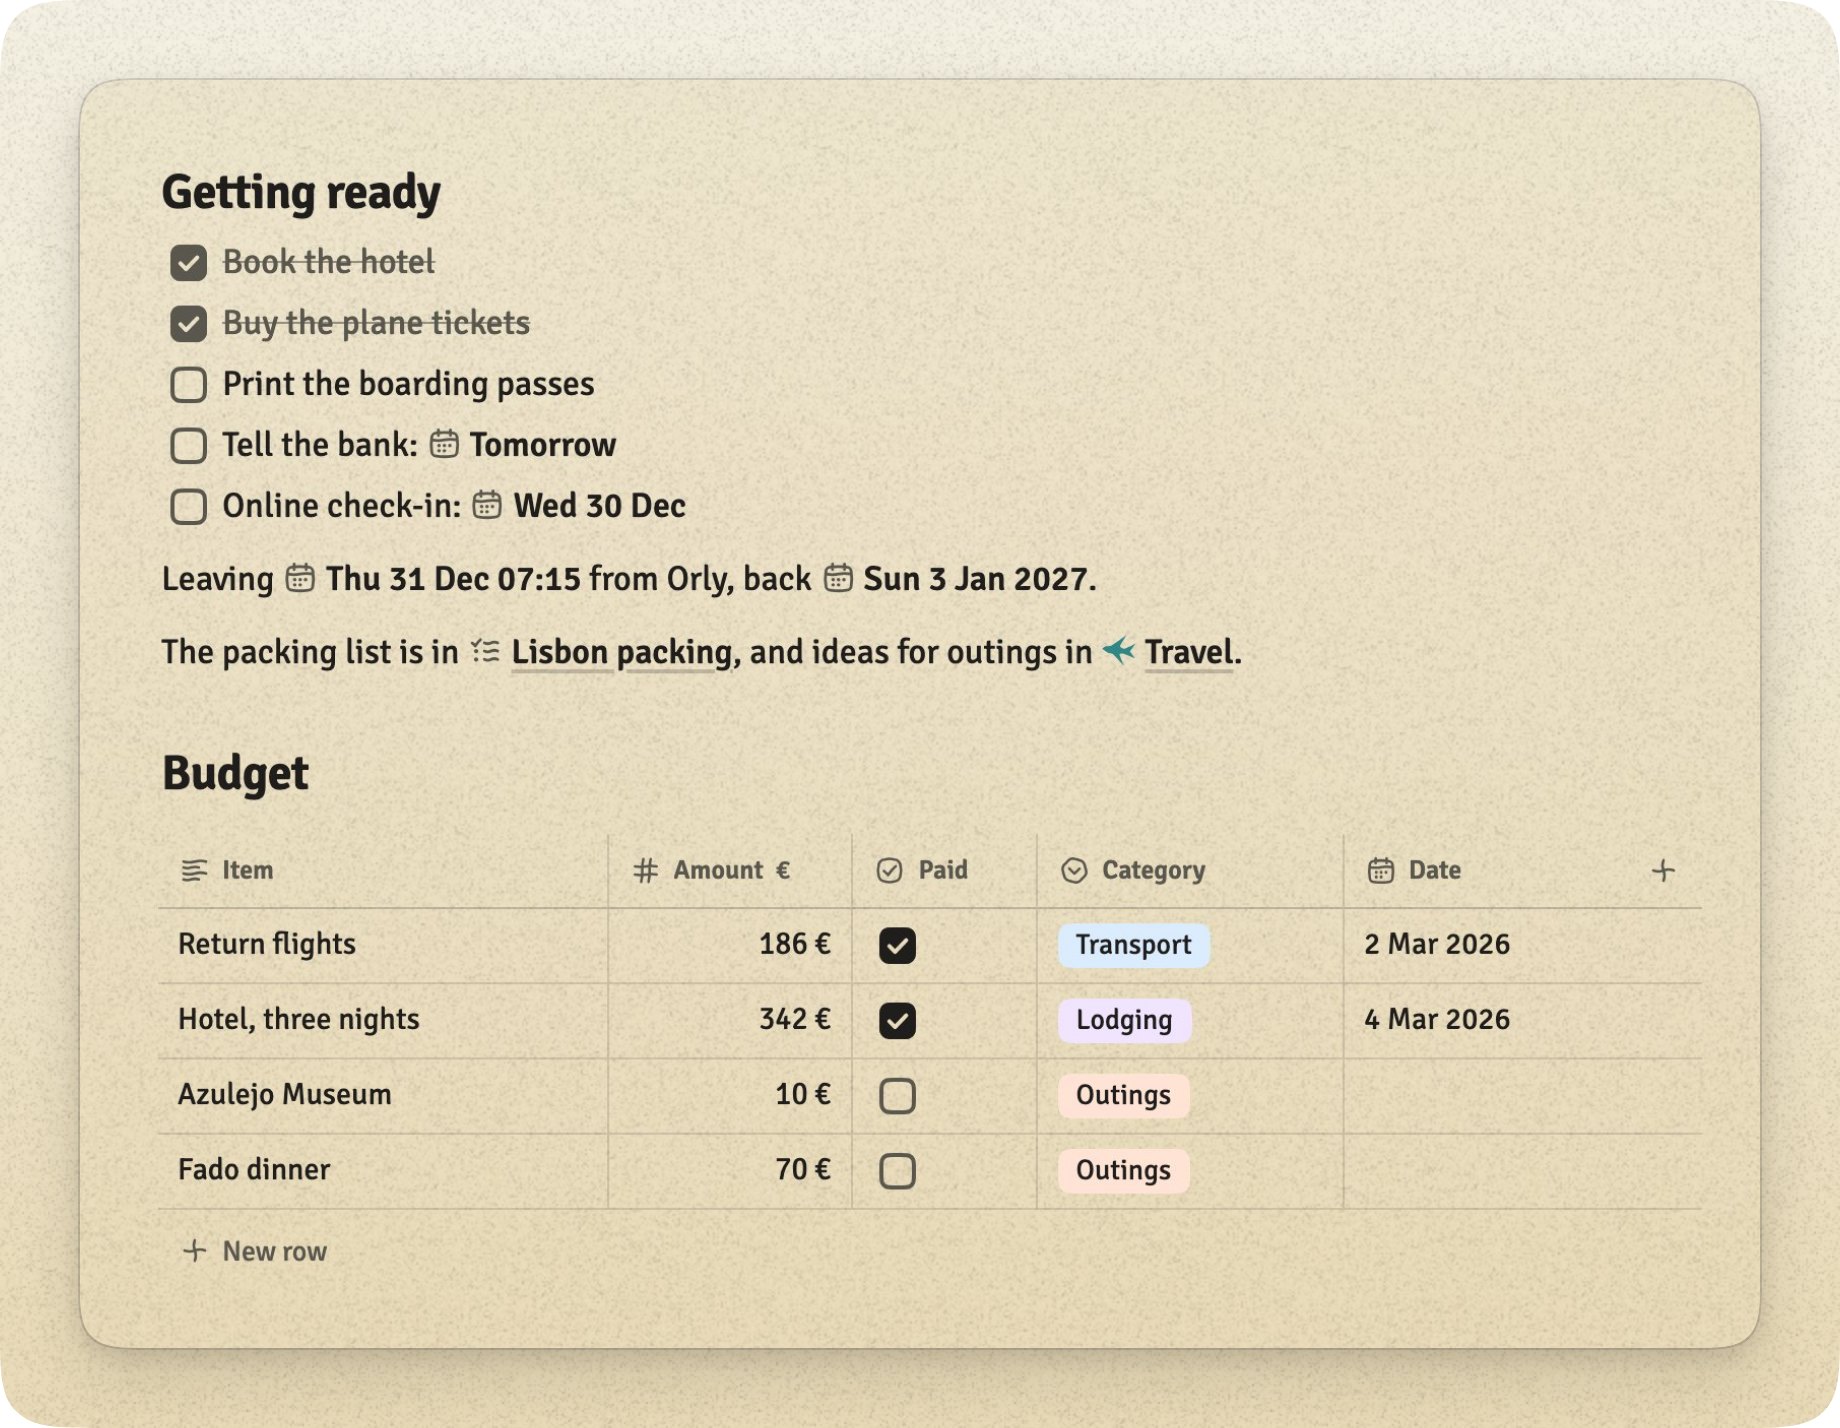 Getting ready
Book the hotel
Buy the plane tickets
Print the boarding passes
Tell the bank: Tomorrow
Online check-in: Wed 30 Dec
Leaving Thu 31 Dec 07:15 from Orly, back Sun 3 Jan 2027.
The packing list is in Lisbon packing, and ideas for outings in Travel.
Budget
Item # Amount € Paid Category Date +
Return flights 186 € Transport 2 Mar 2026
Hotel, three nights 342 € Lodging 4 Mar 2026
Azulejo Museum 10 € Outings
Fado dinner 70 € Outings
+ New row